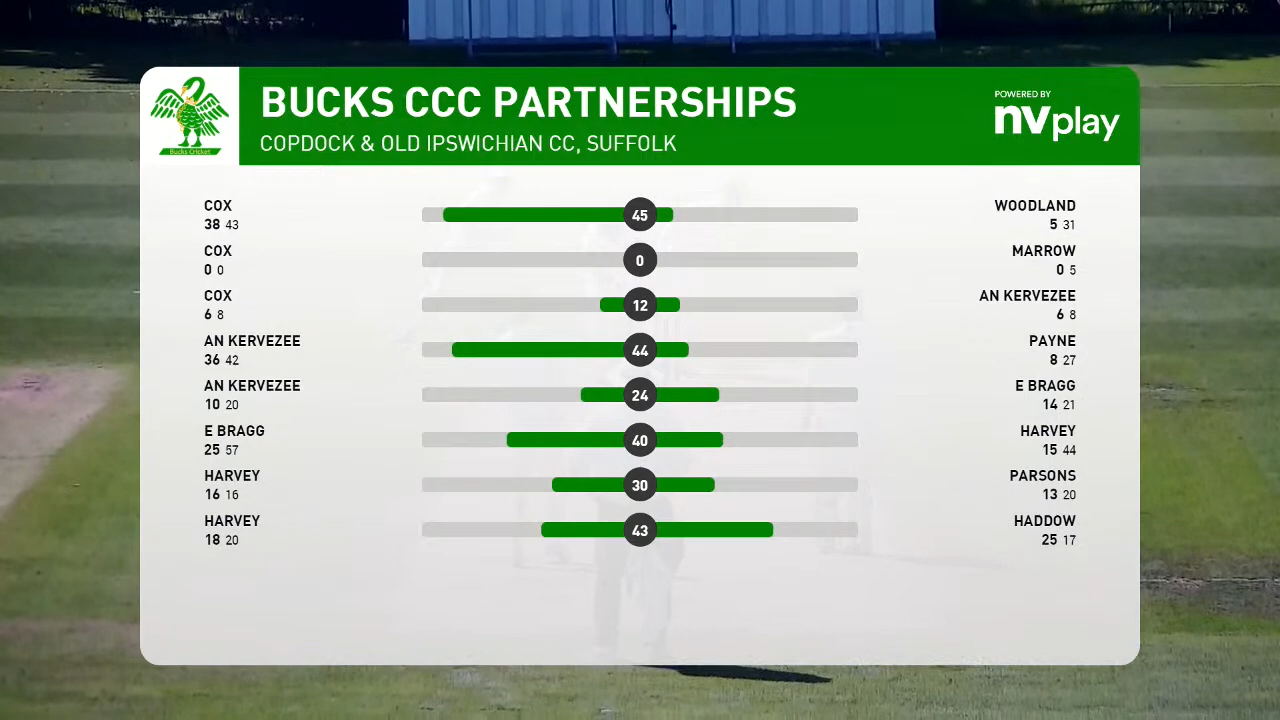 BUCKS CCC PARTNERSHIPS
COPDOCK & OLD IPSWICHIAN CC, SUFFOLK
POWERED BY
nvplay
Bucks Cricket
COX
38 43
45
WOODLAND
5 31
COX
0 0
0
MARROW
0 5
COX
6 8
12
AN KERVEZEE
6 8
AN KERVEZEE
36 42
44
PAYNE
8 27
AN KERVEZEE
10 20
24
E BRAGG
14 21
E BRAGG
25 57
40
HARVEY
15 44
HARVEY
16 16
30
PARSONS
13 20
HARVEY
18 20
43
HADDOW
25 17